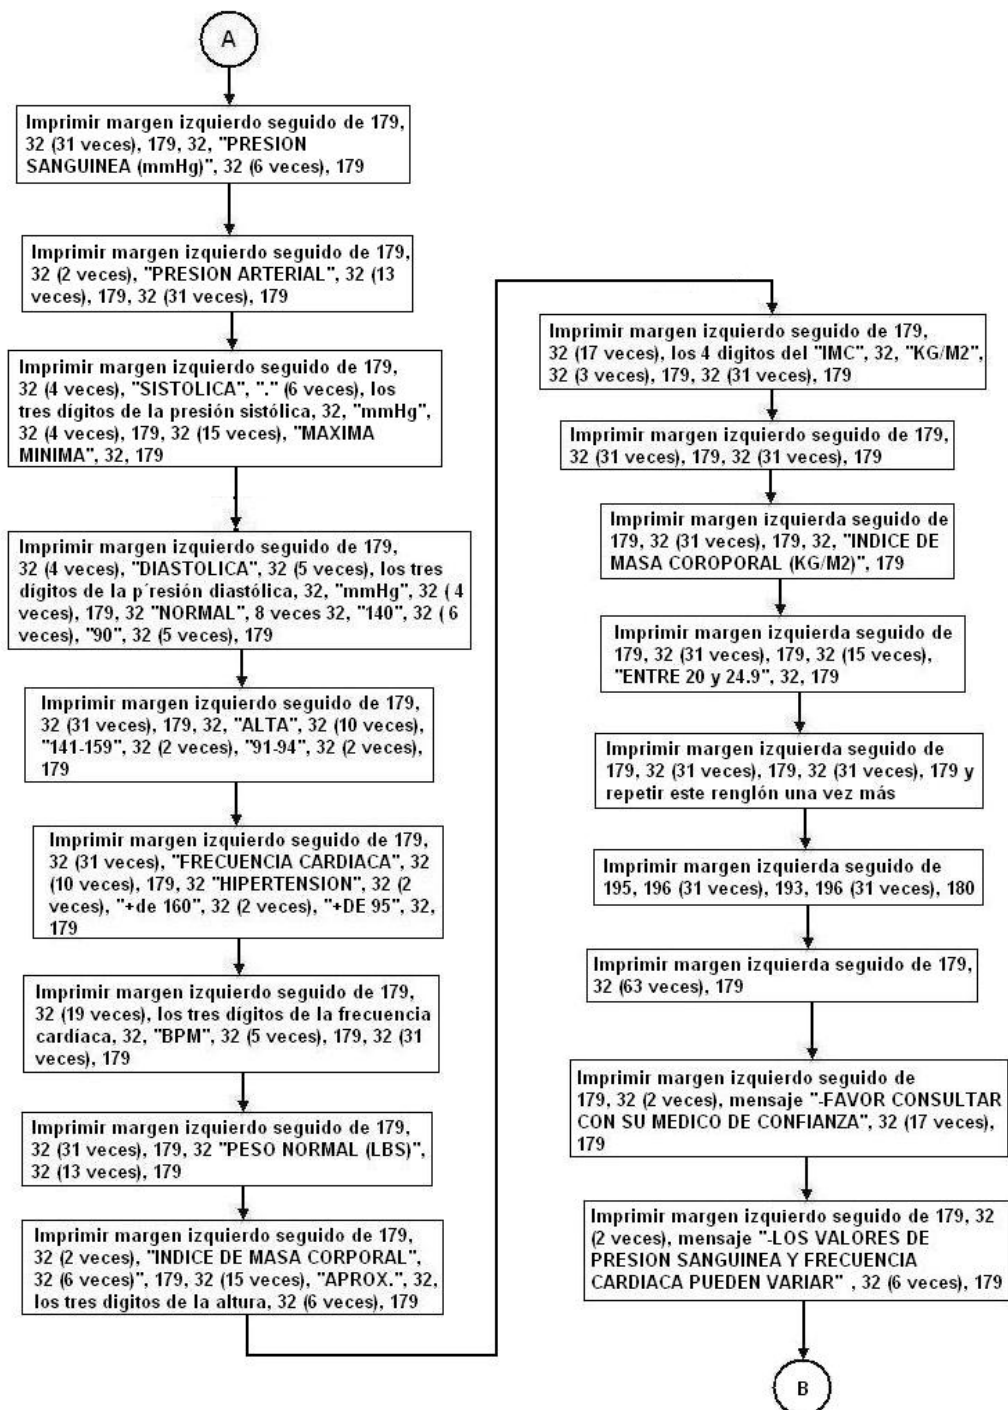 A
Imprimir margen izquierdo seguido de 179,
32 (31 veces), 179, 32, "PRESION
SANGUINEA (mmHg)", 32 (6 veces), 179
Imprimir margen izquierdo seguido de 179,
32 (2 veces), "PRESION ARTERIAL", 32 (13
veces), 179, 32 (31 veces), 179
Imprimir margen izquierdo seguido de 179,
32 (4 veces), "SISTOLICA", "." (6 veces), los
tres dígitos de la presión sistólica, 32, "mmHg",
32 (4 veces), 179, 32 (15 veces), "MAXIMA
MINIMA", 32, 179
Imprimir margen izquierdo seguido de 179,
32 (4 veces), "DIASTOLICA", 32 (5 veces), los tres
dígitos de la p´resión diastólica, 32, "mmHg", 32 ( 4
veces), 179, 32 "NORMAL", 8 veces 32, "140", 32 ( 6
veces), "90", 32 (5 veces), 179
Imprimir margen izquierdo seguido de 179,
32 (31 veces), 179, 32, "ALTA", 32 (10 veces),
"141-159", 32 (2 veces), "91-94", 32 (2 veces),
179
Imprimir margen izquierdo seguido de 179,
32 (31 veces), "FRECUENCIA CARDIACA", 32
(10 veces), 179, 32 "HIPERTENSION", 32 (2
veces), "+de 160", 32 (2 veces), "+DE 95", 32,
179
Imprimir margen izquierdo seguido de 179,
32 (19 veces), los tres dígitos de la frecuencia
cardíaca, 32, "BPM", 32 (5 veces), 179, 32 (31
veces), 179
Imprimir margen izquierdo seguido de 179,
32 (31 veces), 179, 32 "PESO NORMAL (LBS)",
32 (13 veces), 179
Imprimir margen izquierdo seguido de 179,
32 (2 veces), "INDICE DE MASA CORPORAL",
32 (6 veces)", 179, 32 (15 veces), "APROX.", 32,
los tres digitos de la altura, 32 (6 veces), 179
Imprimir margen izquierdo seguido de 179,
32 (17 veces), los 4 digitos del "IMC", 32, "KG/M2",
32 (3 veces), 179, 32 (31 veces), 179
Imprimir margen izquierdo seguido de 179,
32 (31 veces), 179, 32 (31 veces), 179
Imprimir margen izquierda seguido de
179, 32 (31 veces), 179, 32, "INDICE DE
MASA COROPORAL (KG/M2)", 179
Imprimir margen izquierda seguido de
179, 32 (31 veces), 179, 32 (15 veces),
"ENTRE 20 y 24.9", 32, 179
Imprimir margen izquierda seguido de
179, 32 (31 veces), 179, 32 (31 veces), 179 y
repetir este renglón una vez más
Imprimir margen izquierda seguido de
195, 196 (31 veces), 193, 196 (31 veces), 180
Imprimir margen izquierda seguido de 179,
32 (63 veces), 179
Imprimir margen izquierdo seguido de
179, 32 (2 veces), mensaje "-FAVOR CONSULTAR
CON SU MEDICO DE CONFIANZA", 32 (17 veces),
179
Imprimir margen izquierdo seguido de 179, 32
(2 veces), mensaje "-LOS VALORES DE
PRESION SANGUINEA Y FRECUENCIA
CARDIACA PUEDEN VARIAR" , 32 (6 veces), 179
B